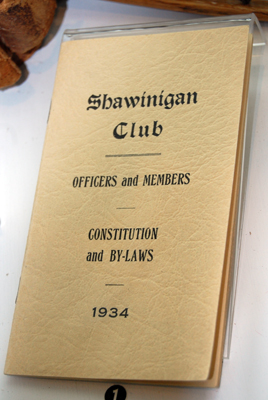 Shawinigan
Club
OFFICERS and MEMBERS
CONSTITUTION
and BY-LAWS
1934
1